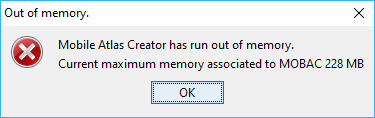 Out of memory.
Mobile Atlas Creator has run out of memory.
Current maximum memory associated to MOBAC 228 MB
OK